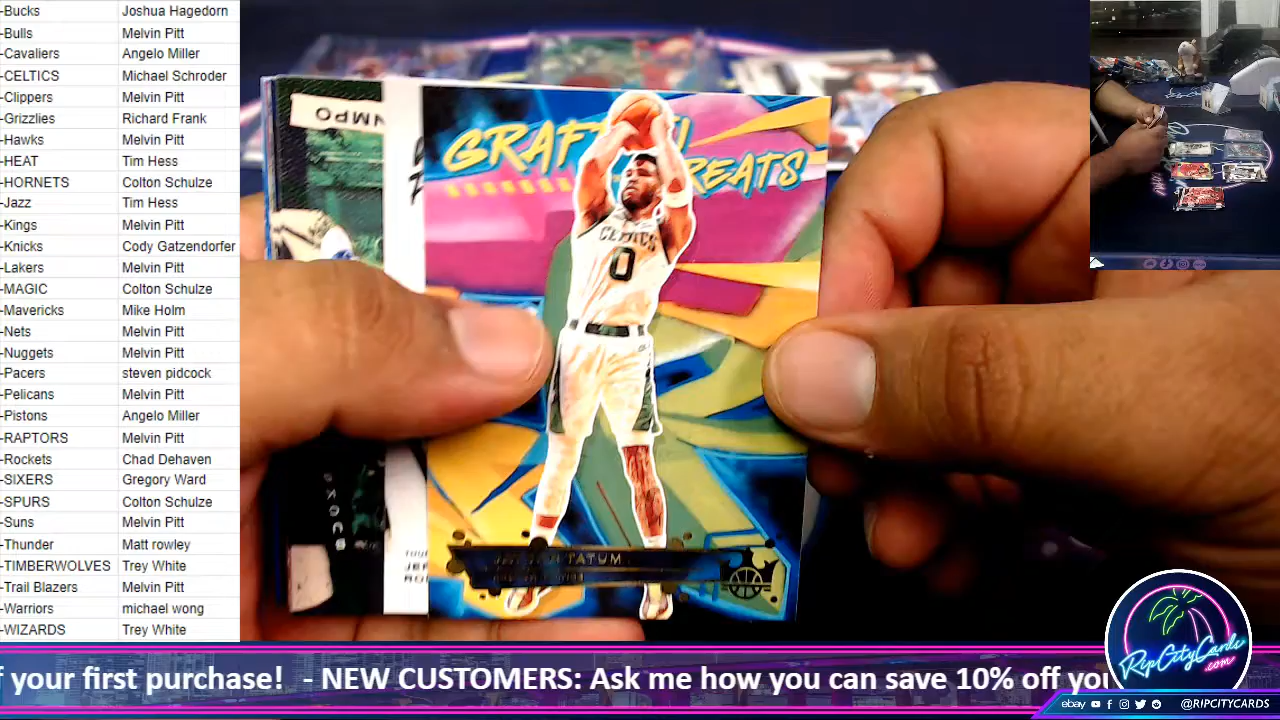 -Bucks Joshua Hagedorn
-Bulls Melvin Pitt
-Cavaliers Angelo Miller
-CELTICS Michael Schroder
-Clippers Melvin Pitt
-Grizzlies Richard Frank
-Hawks Melvin Pitt
-HEAT Tim Hess
-HORNETS Colton Schulze
-Jazz Tim Hess
-Kings Melvin Pitt
-Knicks Cody Gatzendorfer
-Lakers Melvin Pitt
-MAGIC Colton Schulze
-Mavericks Mike Holm
-Nets Melvin Pitt
-Nuggets Melvin Pitt
-Pacers steven pidcock
-Pelicans Melvin Pitt
-Pistons Angelo Miller
-RAPTORS Melvin Pitt
-Rockets Chad Dehaven
-SIXERS Gregory Ward
-SPURS Colton Schulze
-Suns Melvin Pitt
-Thunder Matt rowley
-TIMBERWOLVES Trey White
-Trail Blazers Melvin Pitt
-Warriors michael wong
-WIZARDS Trey White
NMPO
GRAF
REATS
CELTICS
0
TATUM
RipCityCards
.com
f your first purchase! - NEW CUSTOMERS: Ask me how you can save 10% off you
ebay @RIPCITYCARDS